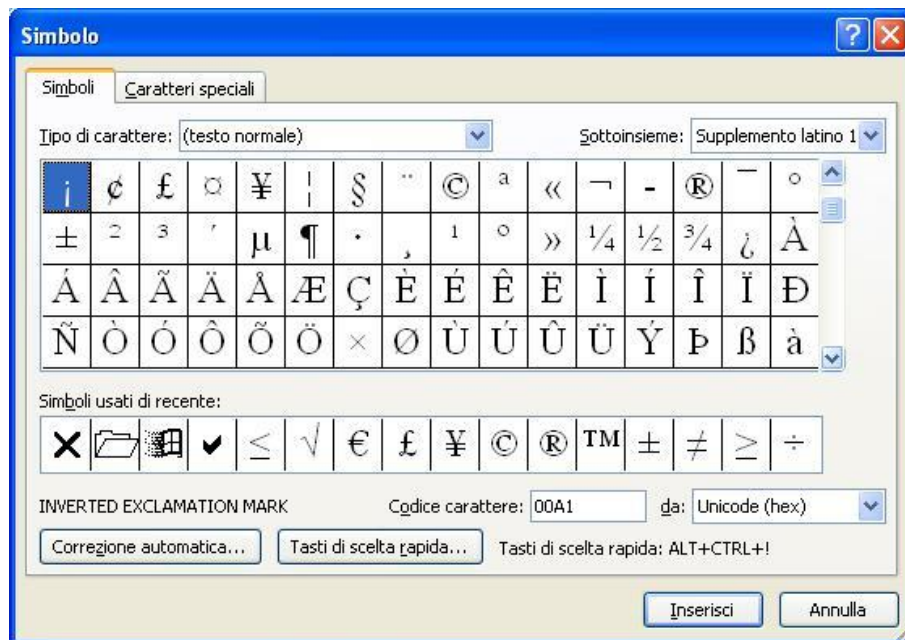 Simbolo
Simboli Caratteri speciali
Tipo di carattere: (testo normale) Sottoinsieme: Supplemento latino 1
¡ ¢ £ ¤ ¥ ¦ § ¨ © ª « ¬ - ® ¯ °
± ² ³ ´ µ ¶ · ¸ ¹ º » ¼ ½ ¾ ¿ À
Á Â Ã Ä Å Æ Ç È É Ê Ë Ì Í Î Ï Ð
Ñ Ò Ó Ô Õ Ö × Ø Ù Ú Û Ü Ý Þ ß à
Simboli usati di recente:
≤ √ € £ ¥ © ® ™ ± ≠ ≥ ÷
INVERTED EXCLAMATION MARK Codice carattere: 00A1 da: Unicode (hex)
Correzione automatica... Tasti di scelta rapida... Tasti di scelta rapida: ALT+CTRL+!
Inserisci Annulla